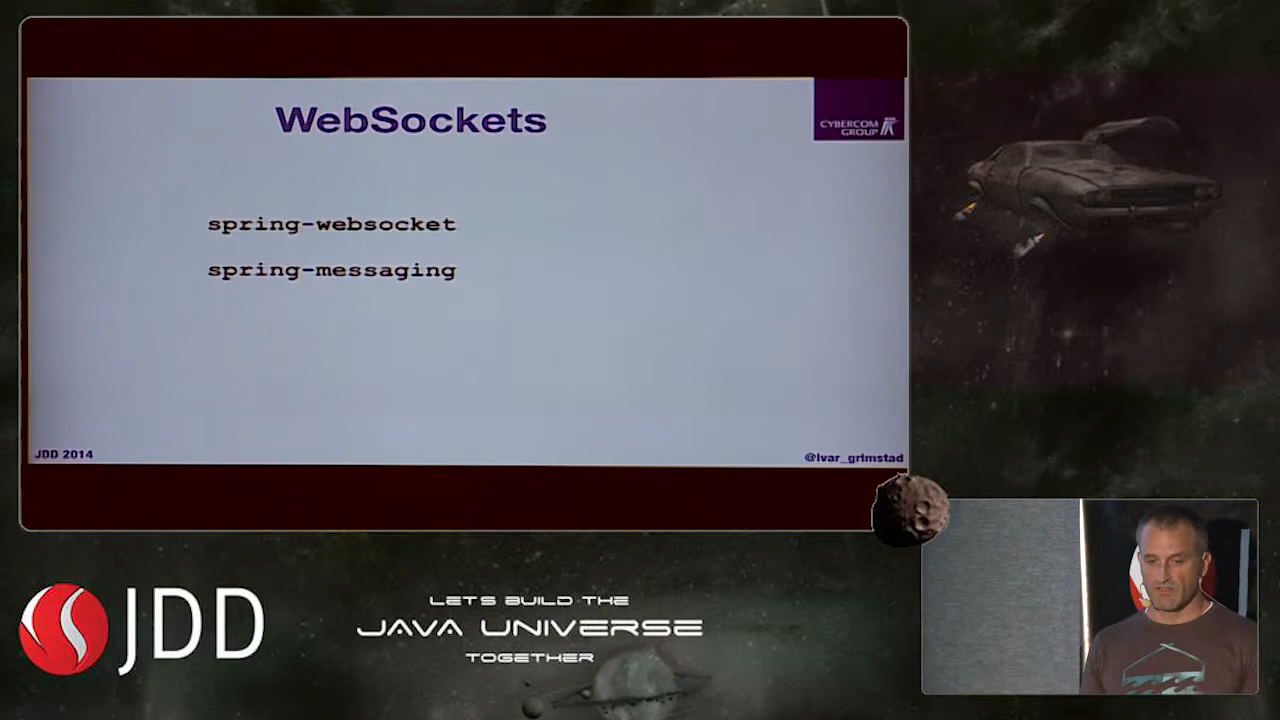 WebSockets
CYBERCOM
GROUP
spring-websocket
spring-messaging
JDD 2014
@ivar_grimstad
JDD
LETS BUILD THE
JAVA UNIVERSE
TOGETHER